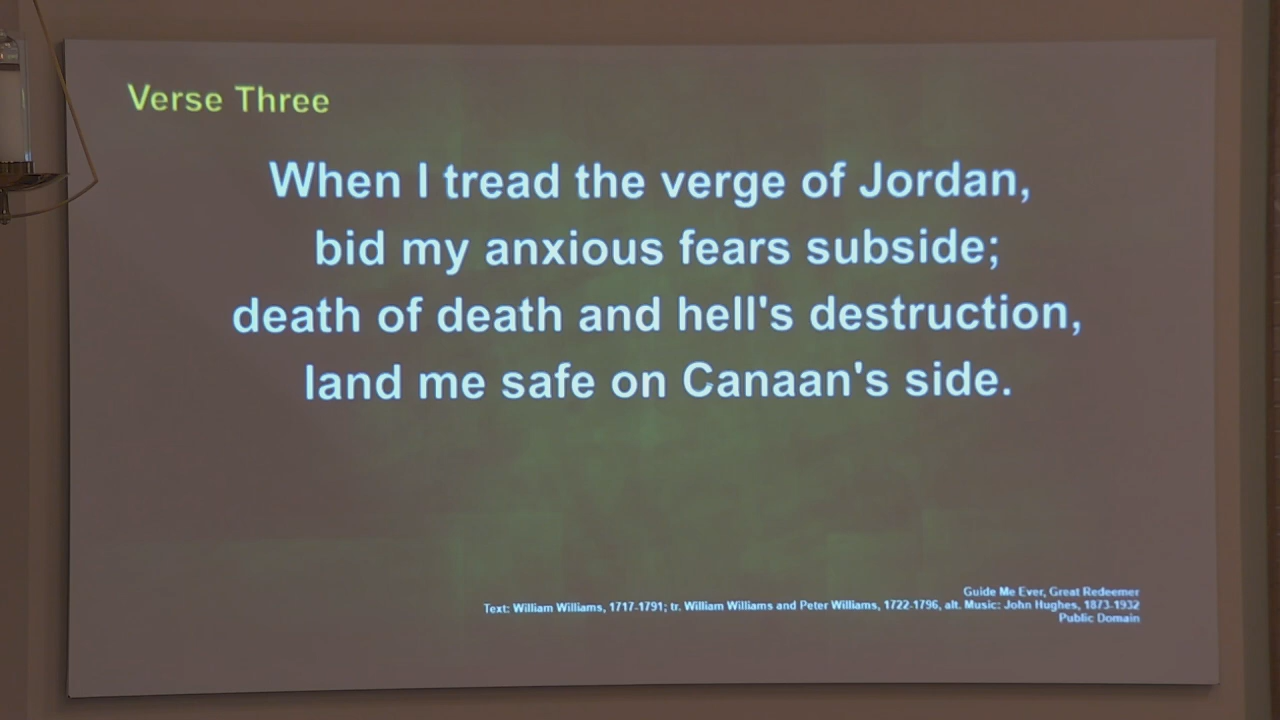 Verse Three
When I tread the verge of Jordan,
bid my anxious fears subside;
death of death and hell's destruction,
land me safe on Canaan's side.
Guide Me Ever, Great Redeemer
Text: William Williams, 1717-1791; tr. William Williams and Peter Williams, 1722-1796, alt. Music: John Hughes, 1873-1932
Public Domain